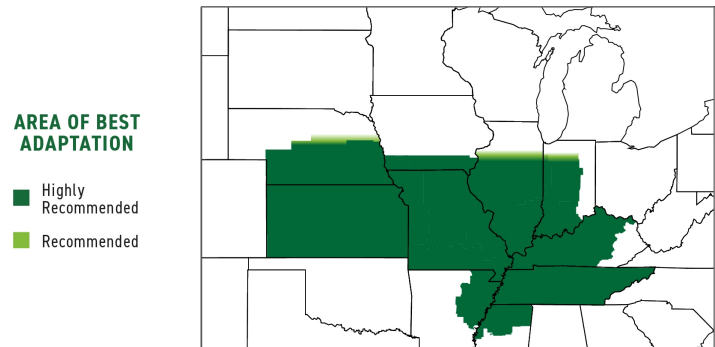 AREA OF BEST
ADAPTATION
Highly
Recommended
Recommended